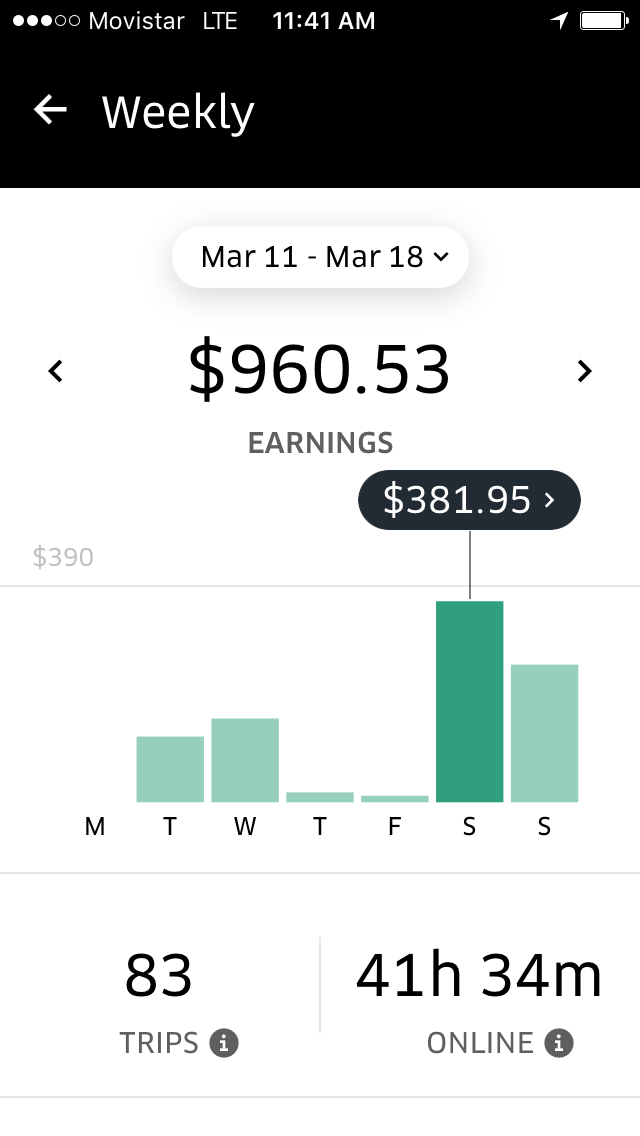 Movistar LTE 11:41 AM
Weekly
Mar 11 - Mar 18
$960.53
EARNINGS
$381.95
$390
M T W T F S S
83
TRIPS i
41h 34m
ONLINE i